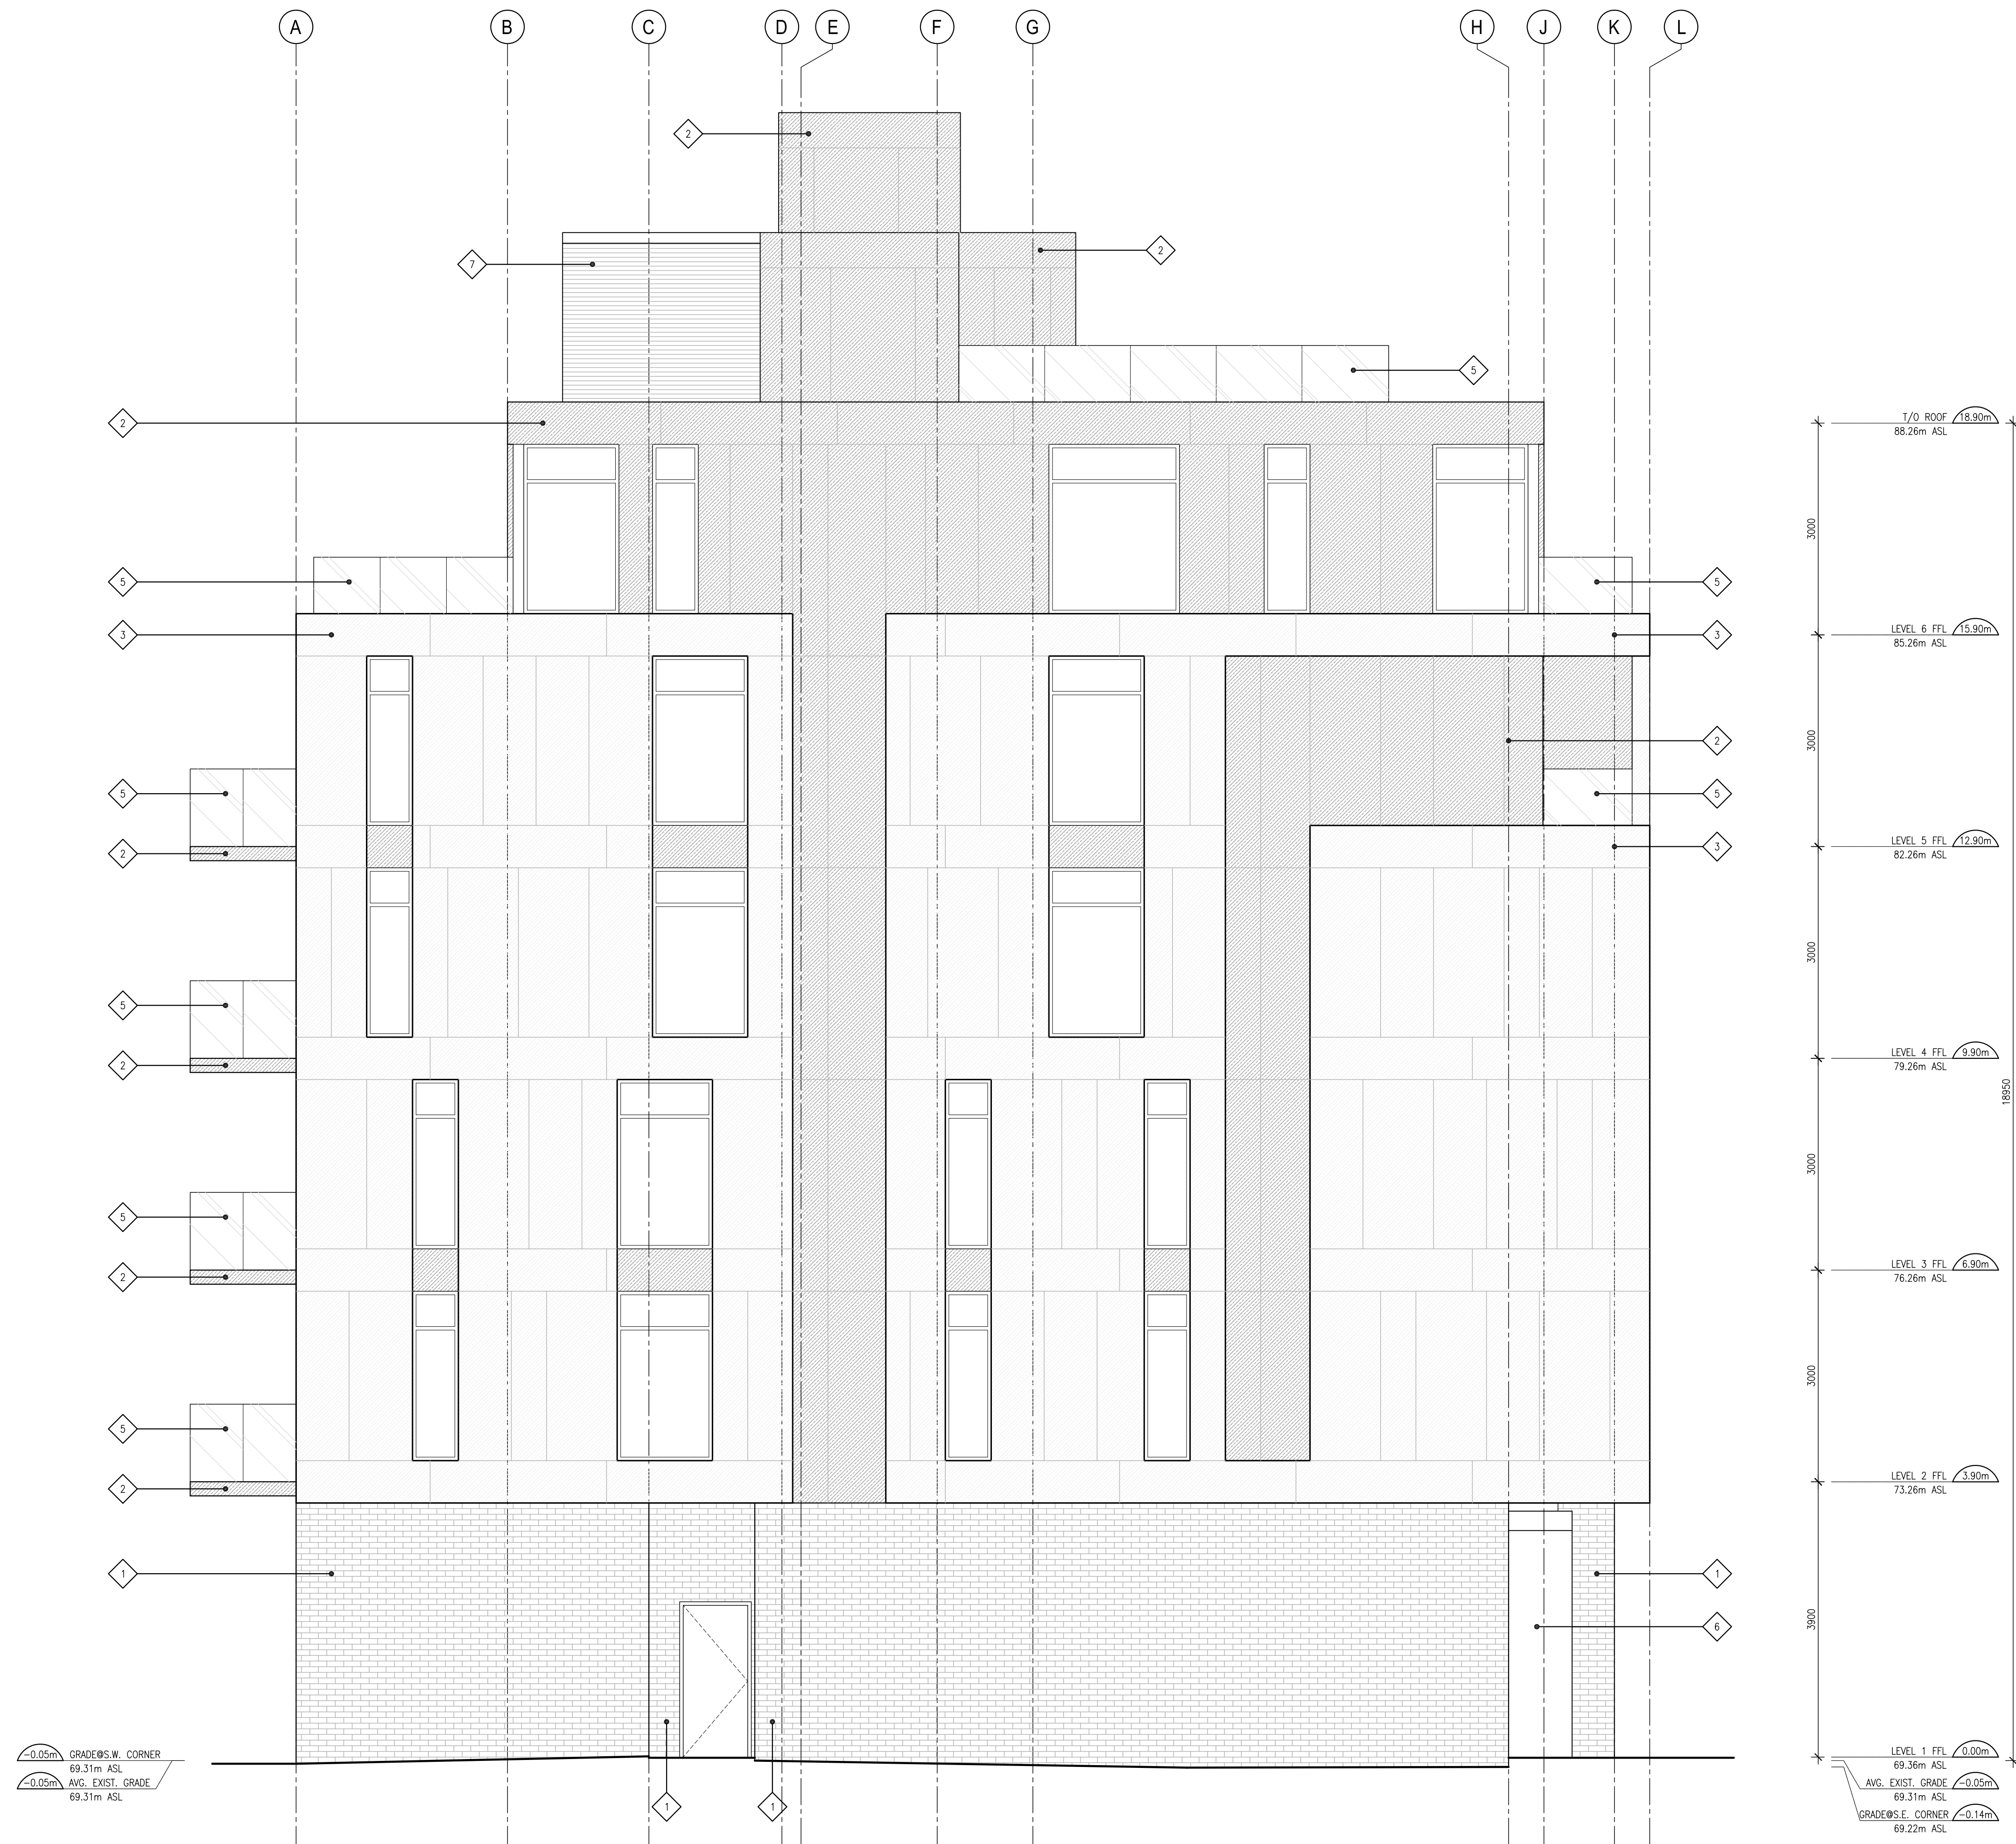 A B C D E F G H J K L
2
7
2
5
2
T/O ROOF 18.90m
88.26m ASL
3000
5
5
3
3
LEVEL 6 FFL 15.90m
85.26m ASL
3000
2
5
5
2
3
LEVEL 5 FFL 12.90m
82.26m ASL
3000
5
2
LEVEL 4 FFL 9.90m
79.26m ASL
18950
3000
5
2
LEVEL 3 FFL 6.90m
76.26m ASL
3000
5
2
LEVEL 2 FFL 3.90m
73.26m ASL
1
1
3900
6
-0.05m GRADE@S.W. CORNER
69.31m ASL
-0.05m AVG. EXIST. GRADE
69.31m ASL
1
1
LEVEL 1 FFL 0.00m
69.36m ASL
AVG. EXIST. GRADE -0.05m
69.31m ASL
GRADE@S.E. CORNER -0.14m
69.22m ASL